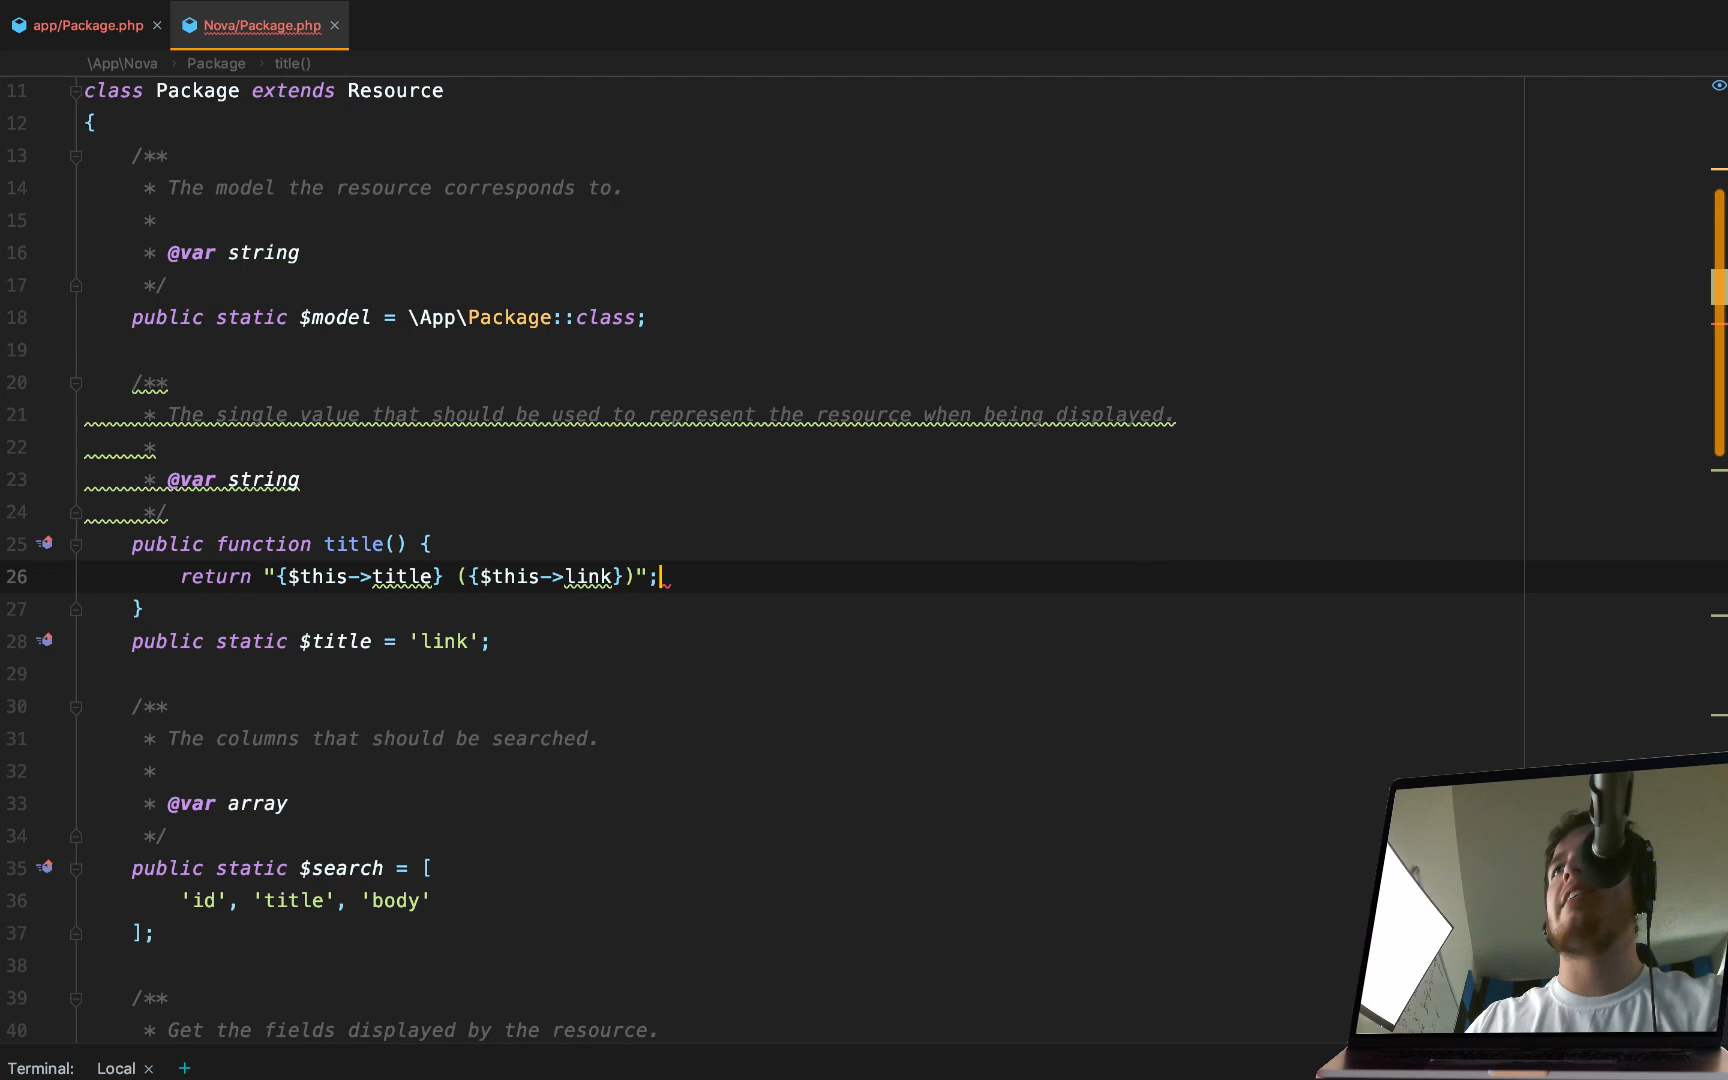 app/Package.php ×
Nova/Package.php ×
\App\Nova › Package › title()
11 class Package extends Resource
12 {
13 /**
14 * The model the resource corresponds to.
15 *
16 * @var string
17 */
18 public static $model = \App\Package::class;
19
20 /**
21 * The single value that should be used to represent the resource when being displayed.
22 *
23 * @var string
24 */
25 public function title() {
26 return "{$this->title} ({$this->link})";
27 }
28 public static $title = 'link';
29
30 /**
31 * The columns that should be searched.
32 *
33 * @var array
34 */
35 public static $search = [
36 'id', 'title', 'body'
37 ];
38
39 /**
40 * Get the fields displayed by the resource.
Terminal: Local × +